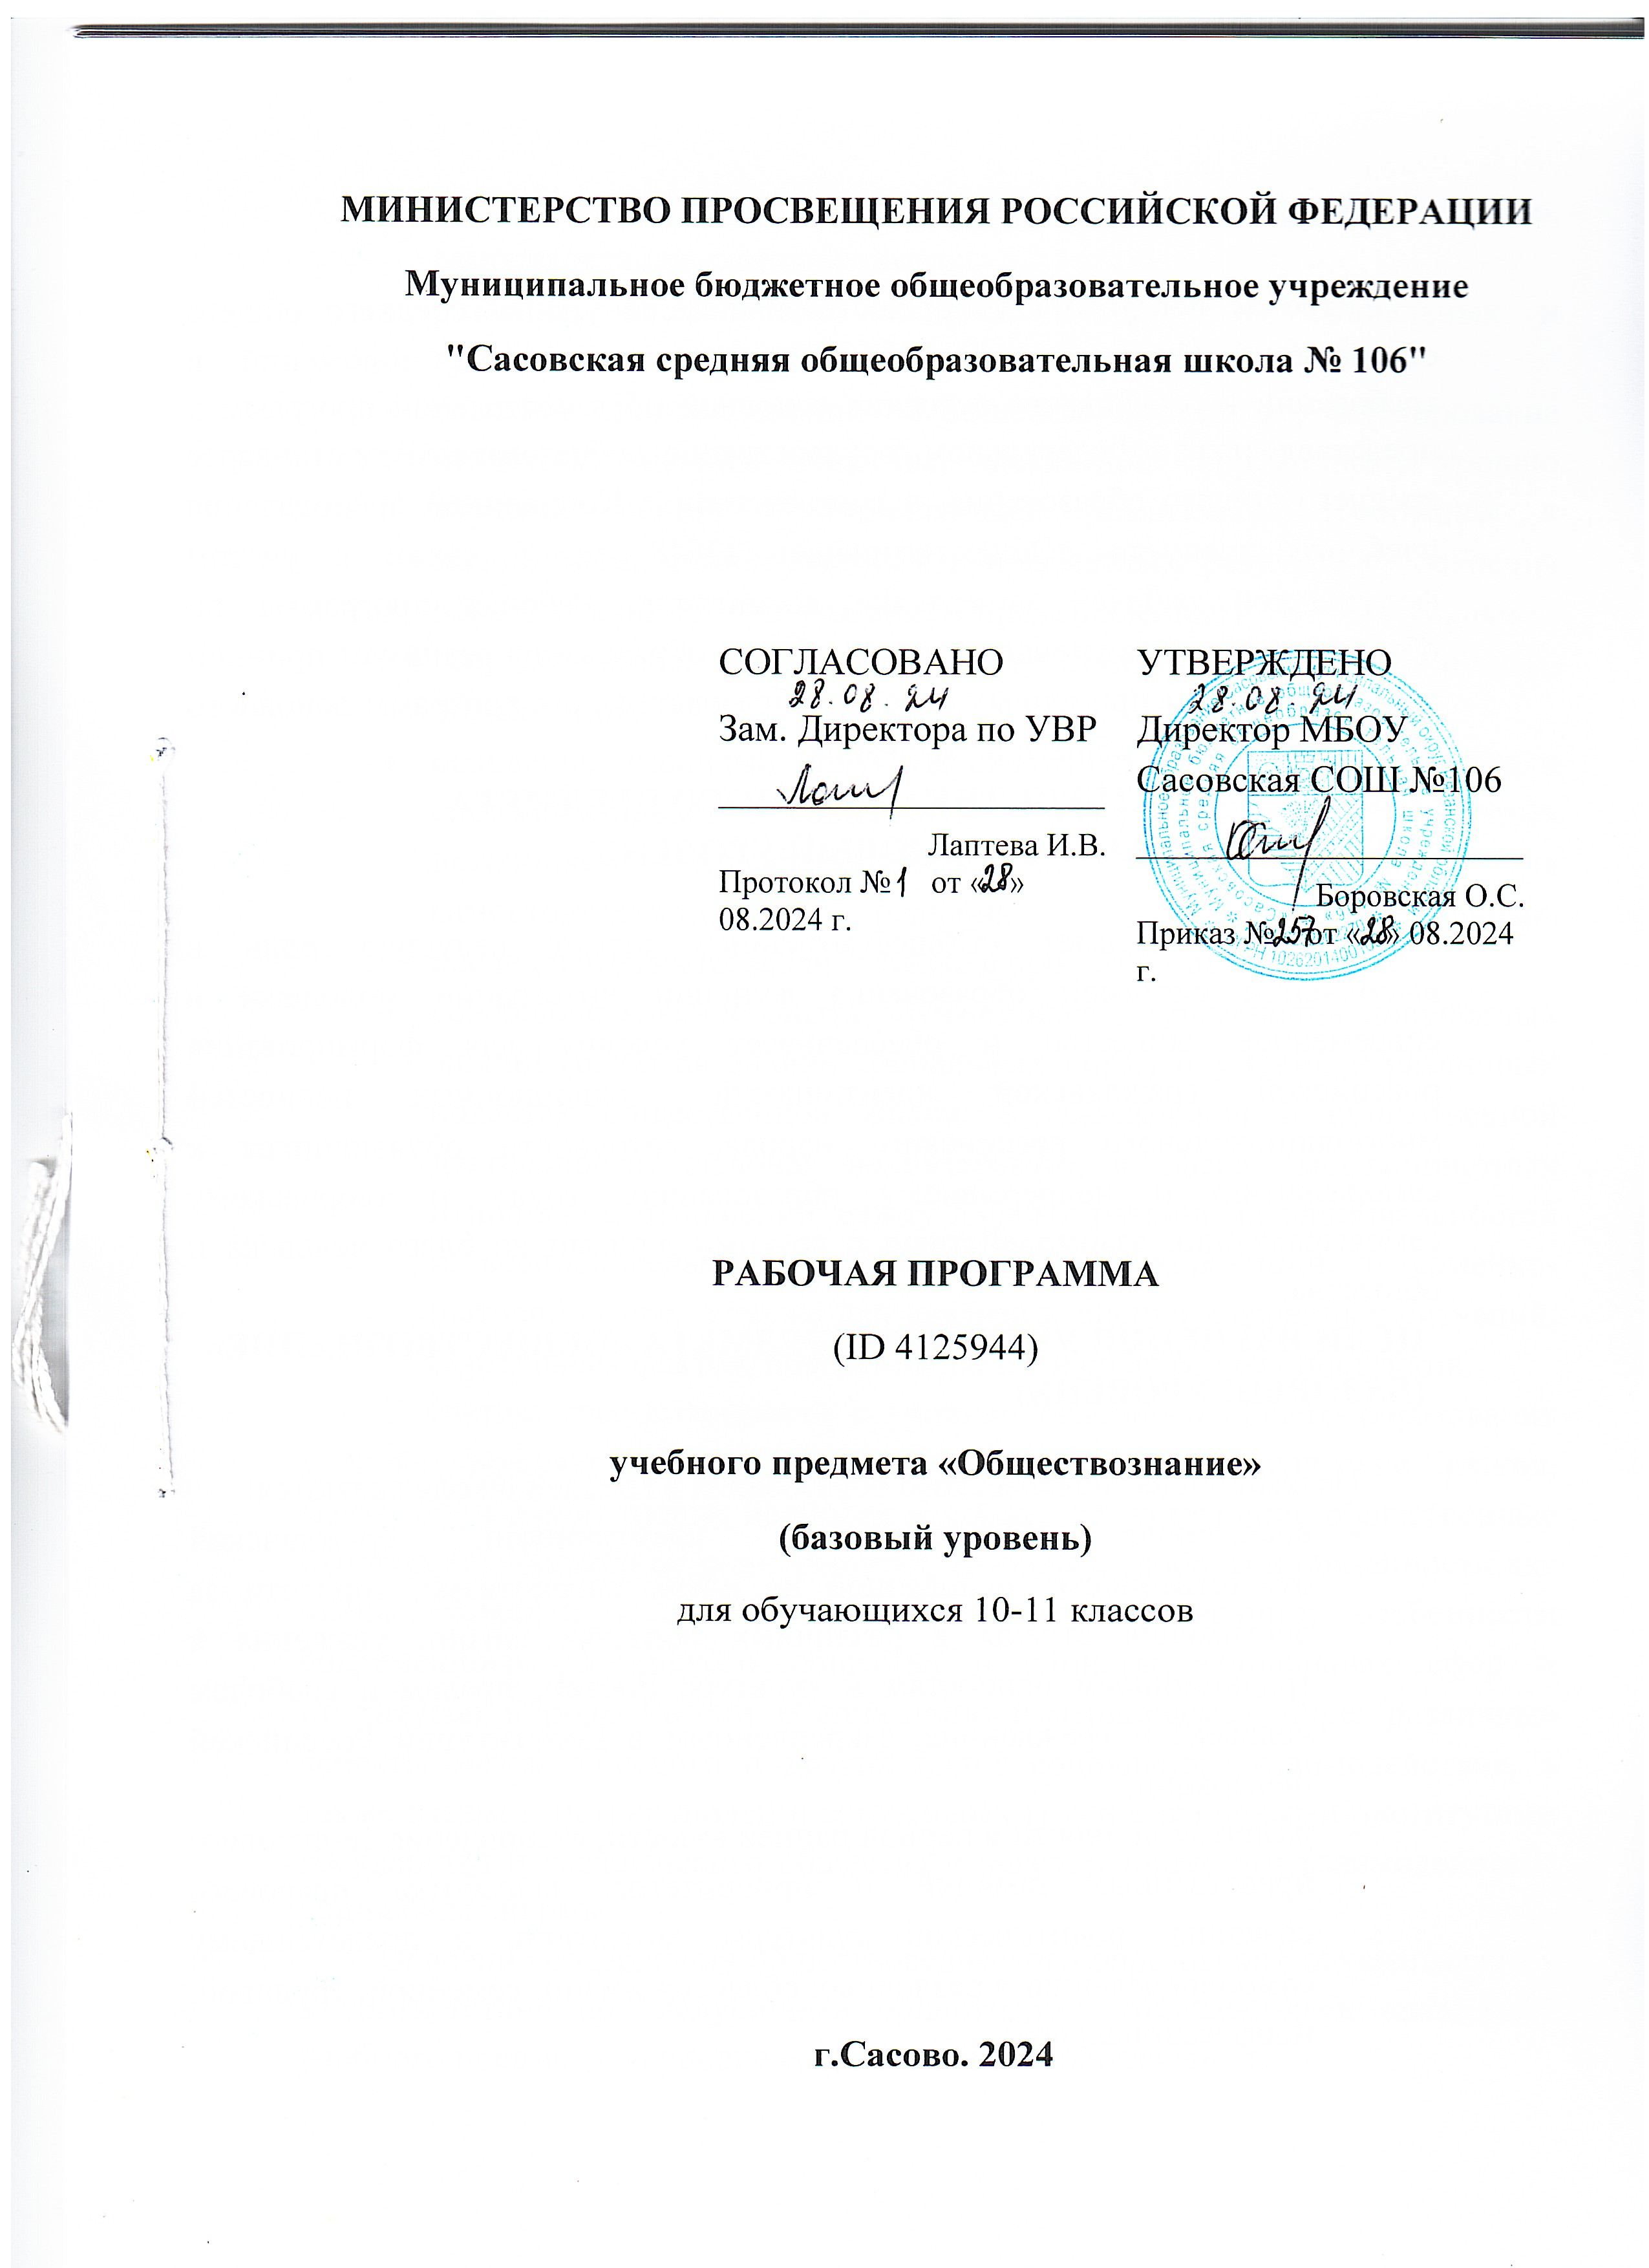 МИНИСТЕРСТВО ПРОСВЕЩЕНИЯ РОССИЙСКОЙ ФЕДЕРАЦИИ
Муниципальное бюджетное общеобразовательное учреждение
"Сасовская средняя общеобразовательная школа № 106"
СОГЛАСОВАНО
28.08.24
Зам. Директора по УВР
Лаптева И.В.
Протокол № 1 от «28»
08.2024 г.
УТВЕРЖДЕНО
28.08.24
Директор МБОУ
Сасовская СОШ №106
Боровская О.С.
Приказ №257от «28» 08.2024
г.
РАБОЧАЯ ПРОГРАММА
(ID 4125944)
учебного предмета «Обществознание»
(базовый уровень)
для обучающихся 10-11 классов
г.Сасово. 2024